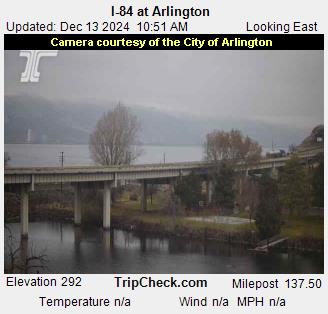 I-84 at Arlington
Updated: Dec 13 2024 10:51 AM Looking East
Camera courtesy of the City of Arlington
Elevation 292 TripCheck.com Milepost 137.50
Temperature n/a Wind n/a MPH n/a